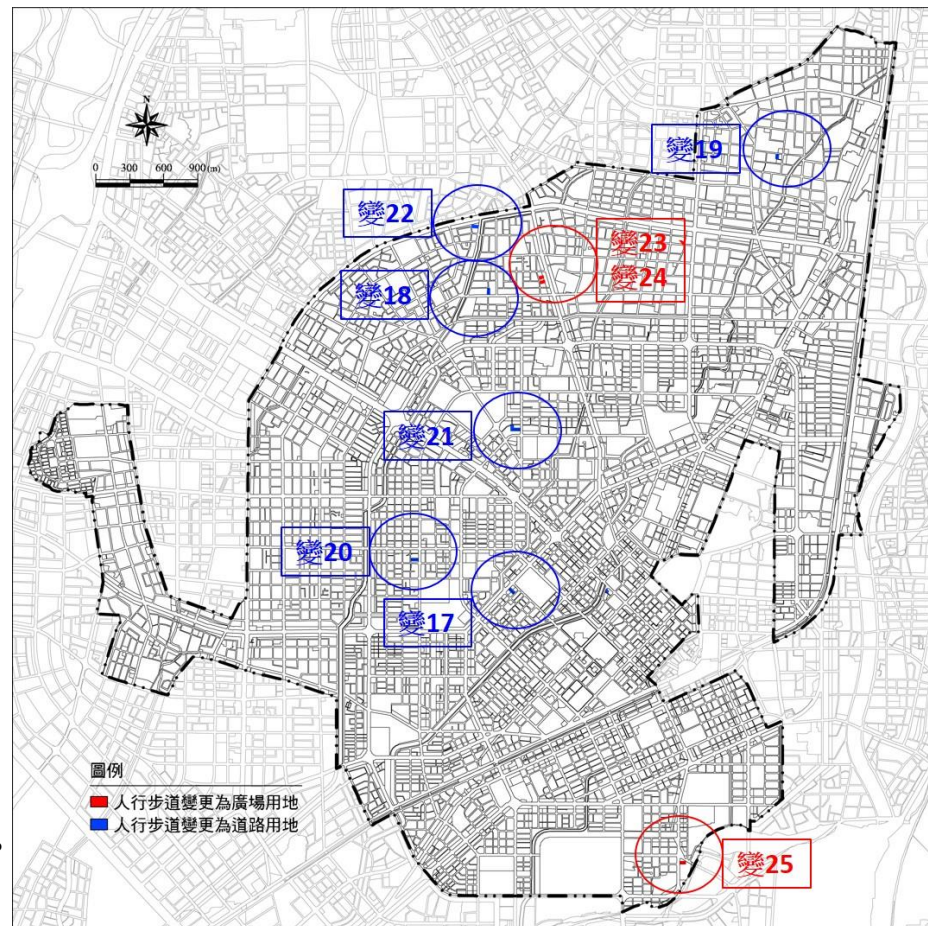 N
0 300 600 900(m)
變19
變22
變23
變24
變18
變21
變20
變17
圖例
人行步道變更為廣場用地
人行步道變更為道路用地
變25